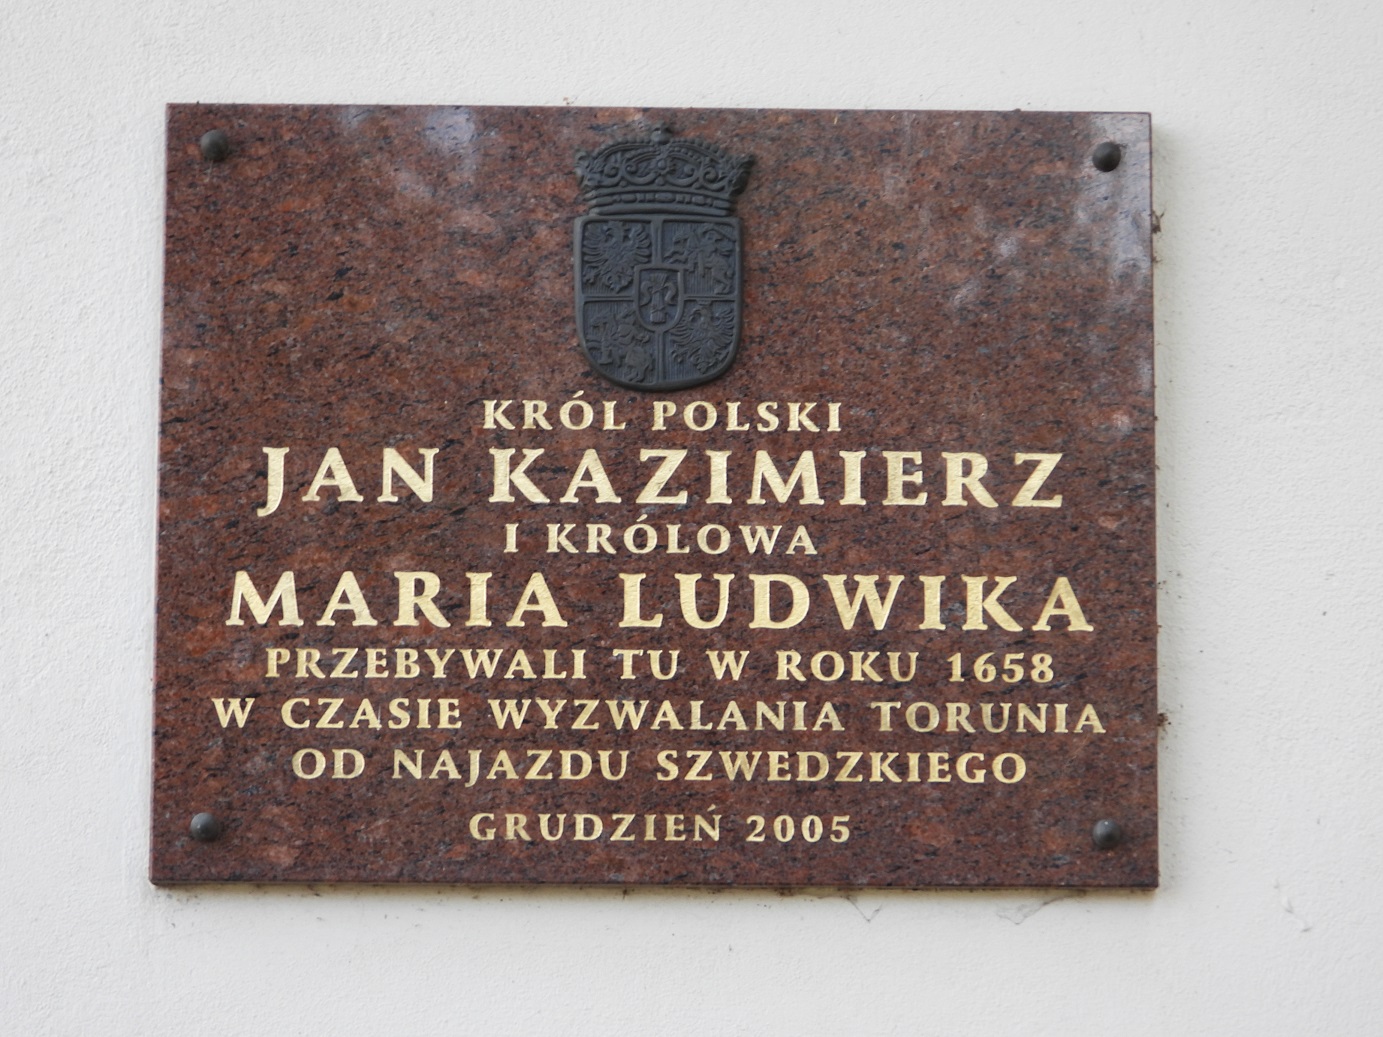 KRÓL POLSKI
JAN KAZIMIERZ
I KRÓLOWA
MARIA LUDWIKA
PRZEBYWALI TU W ROKU 1658
W CZASIE WYZWALANIA TORUNIA
OD NAJAZDU SZWEDZKIEGO
GRUDZIEŃ 2005